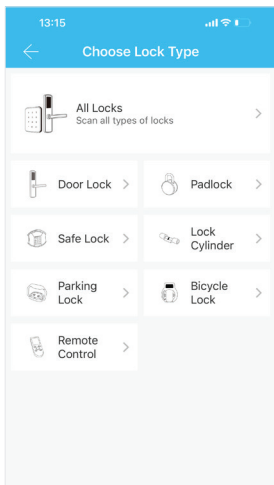 13:15
Choose Lock Type
All Locks
Scan all types of locks
Door Lock
Padlock
Safe Lock
Lock
Cylinder
Parking
Lock
Bicycle
Lock
Remote
Control